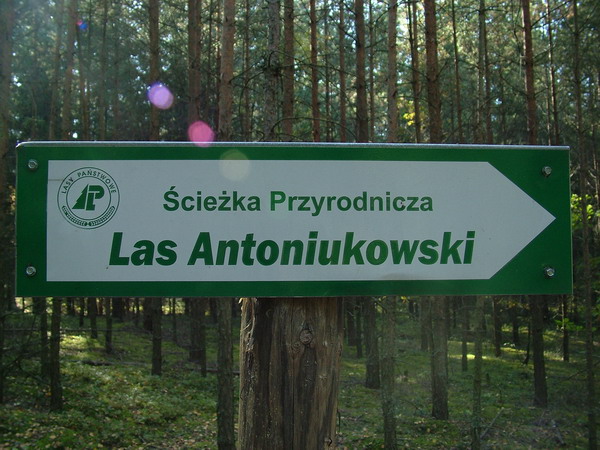 LASY PAŃSTWOWE
Ścieżka Przyrodnicza
Las Antoniukowski